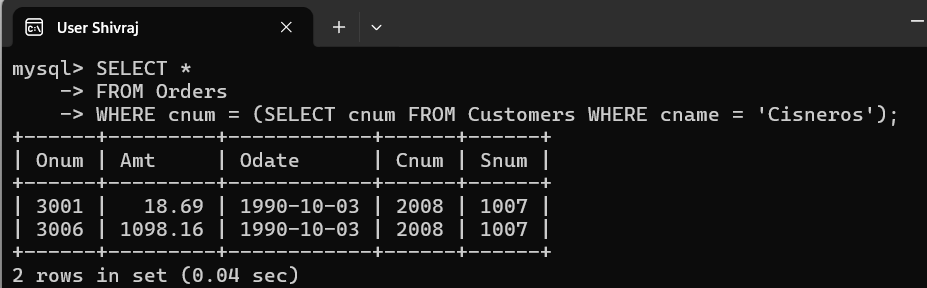 User Shivraj
mysql> SELECT *
    -> FROM Orders
    -> WHERE cnum = (SELECT cnum FROM Customers WHERE cname = 'Cisneros');
+------+---------+------------+------+------+
| Onum | Amt     | Odate      | Cnum | Snum |
+------+---------+------------+------+------+
| 3001 |   18.69 | 1990-10-03 | 2008 | 1007 |
| 3006 | 1098.16 | 1990-10-03 | 2008 | 1007 |
+------+---------+------------+------+------+
2 rows in set (0.04 sec)